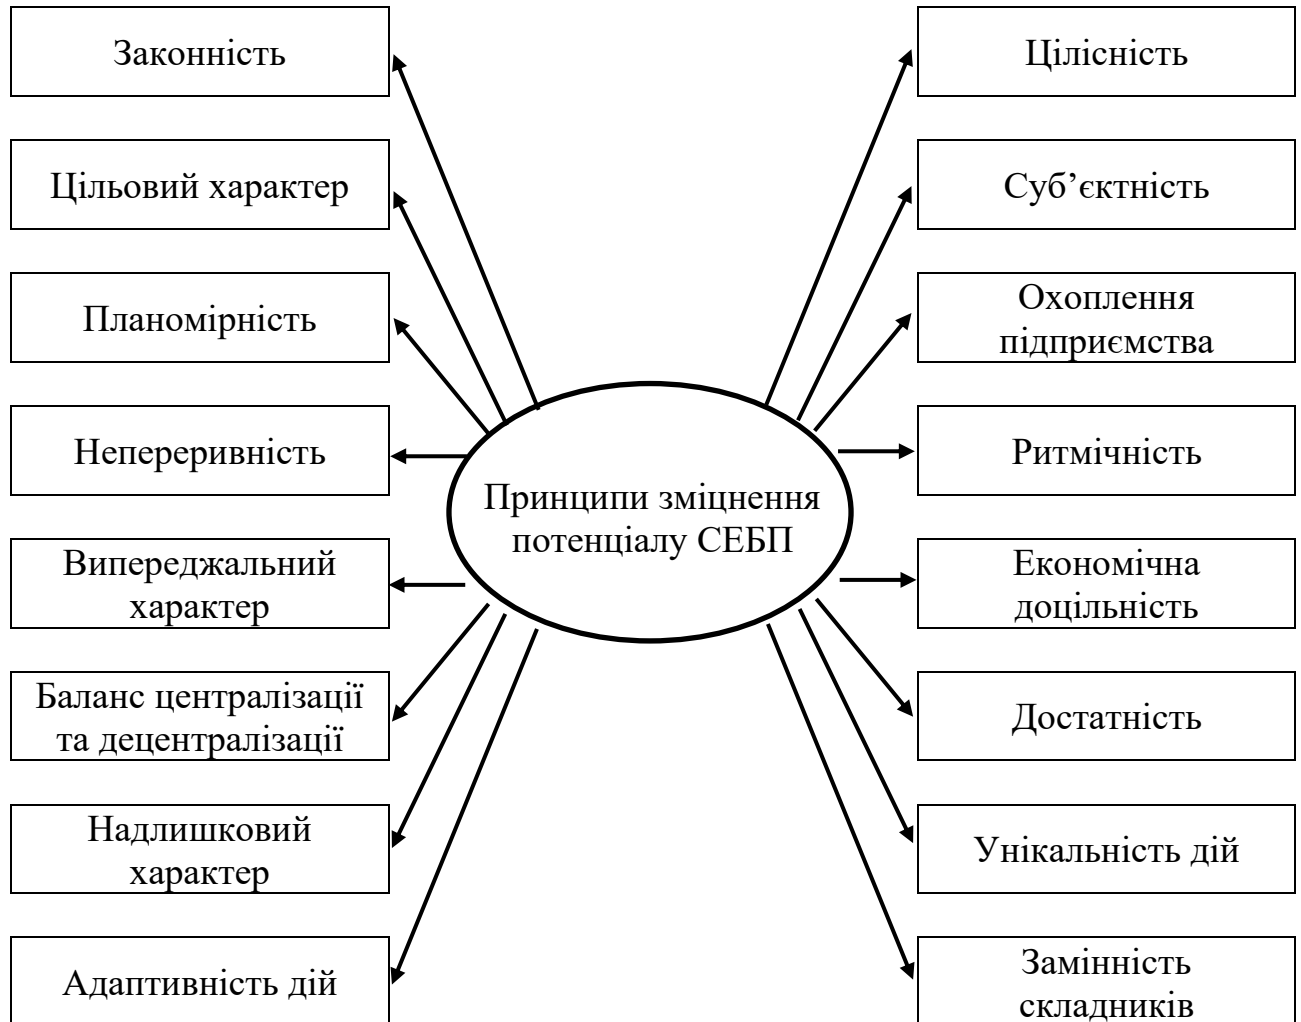 Законність
Цільовий характер
Планомірність
Непереривність
Випереджальний
характер
Баланс централізації
та децентралізації
Надлишковий
характер
Адаптивність дій
Принципи зміцнення
потенціалу СЕБП
Цілісність
Суб’єктність
Охоплення
підприємства
Ритмічність
Економічна
доцільність
Достатність
Унікальність дій
Замінність
складників